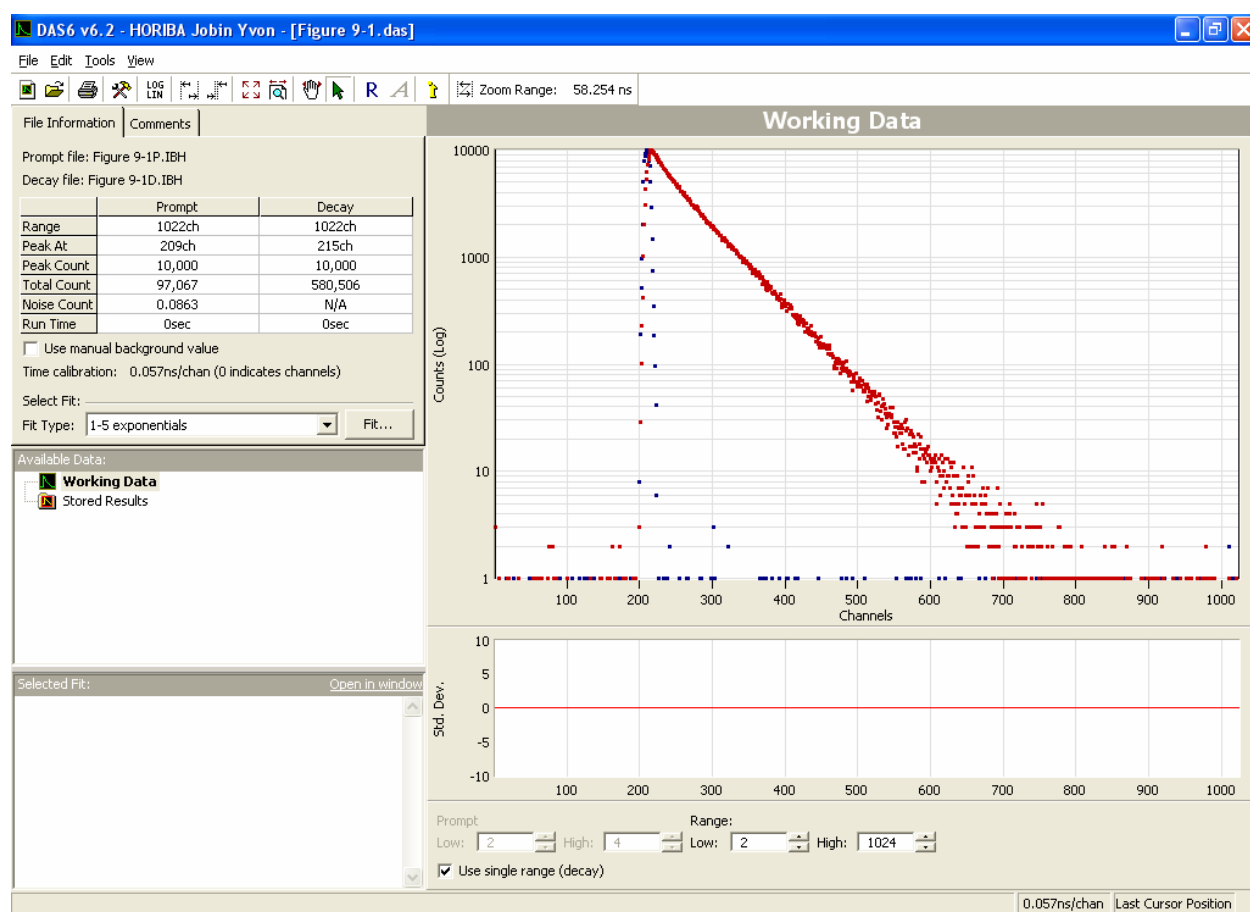 DAS6 v6.2 - HORIBA Jobin Yvon - [Figure 9-1.das]
File Edit Tools View
LOG LIN R A Zoom Range: 58.254 ns
File Information Comments
Prompt file: Figure 9-1P.IBH
Decay file: Figure 9-1D.IBH
Prompt Decay
Range 1022ch 1022ch
Peak At 209ch 215ch
Peak Count 10,000 10,000
Total Count 97,067 580,506
Noise Count 0.0863 N/A
Run Time 0sec 0sec
Use manual background value
Time calibration: 0.057ns/chan (0 indicates channels)
Select Fit:
Fit Type: 1-5 exponentials Fit...
Available Data:
Working Data
Stored Results
Selected Fit: Open in window
Working Data
10000
1000
100
10
1
Counts (Log)
100 200 300 400 500 600 700 800 900 1000
Channels
10
5
0
-5
-10
Std. Dev.
100 200 300 400 500 600 700 800 900 1000
Prompt Range:
Low: 2 High: 4 Low: 2 High: 1024
Use single range (decay)
0.057ns/chan Last Cursor Position